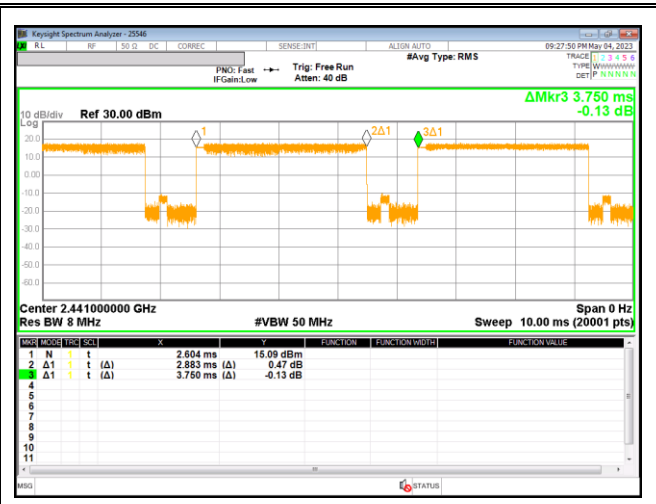 Keysight Spectrum Analyzer - 25546
RL RF 50 Ω DC CORREC SENSE:INT ALIGN AUTO 09:27:50 PM May 04, 2023
#Avg Type: RMS TRACE 1 2 3 4 5 6
PNO: Fast Trig: Free Run TYPE W
IFGain:Low Atten: 40 dB DET P N N N N N
ΔMkr3 3.750 ms
-0.13 dB
10 dB/div Ref 30.00 dBm
Log
1 2Δ1 3Δ1
20.0
10.0
0.00
-10.0
-20.0
-30.0
-40.0
-50.0
-60.0
Center 2.441000000 GHz Span 0 Hz
Res BW 8 MHz #VBW 50 MHz Sweep 10.00 ms (20001 pts)
MKR MODE TRC SCL X Y FUNCTION FUNCTION WIDTH FUNCTION VALUE
1 N 1 t 2.604 ms 15.09 dBm
2 Δ1 1 t (Δ) 2.883 ms (Δ) 0.47 dB
3 Δ1 1 t (Δ) 3.750 ms (Δ) -0.13 dB
4
5
6
7
8
9
10
11
MSG STATUS